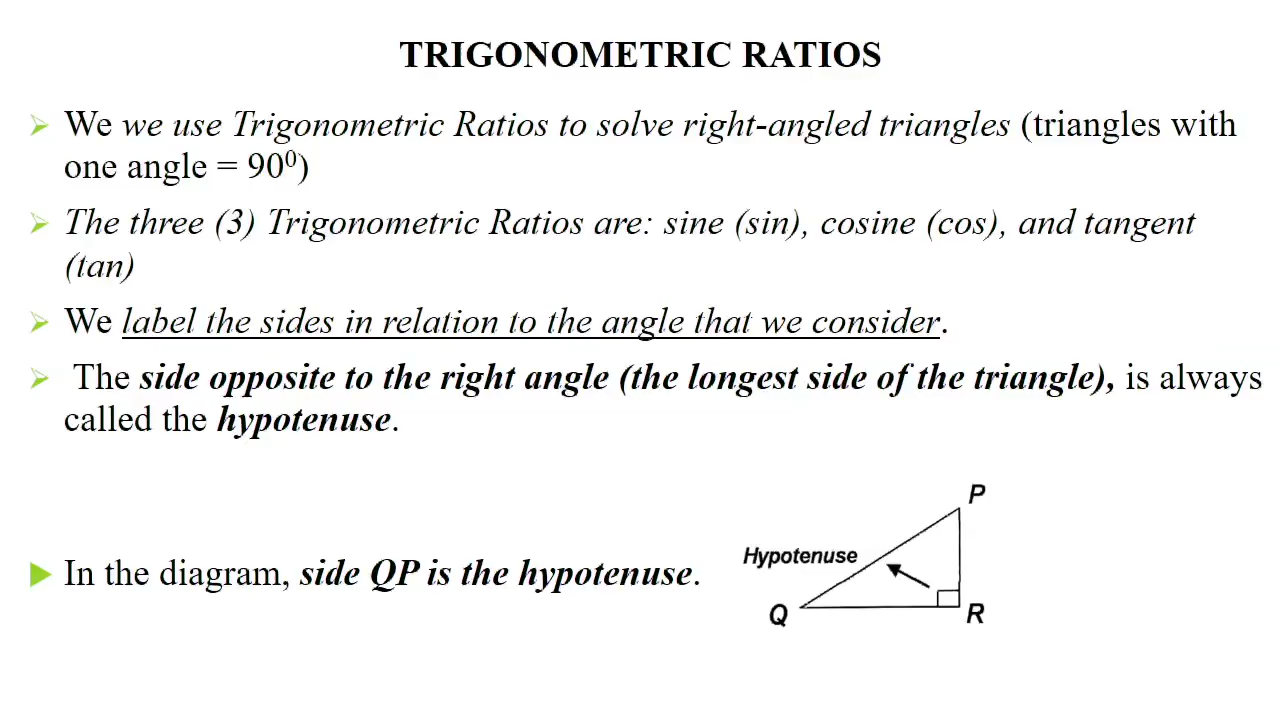 TRIGONOMETRIC RATIOS
We we use Trigonometric Ratios to solve right-angled triangles (triangles with
one angle = 90⁰)
The three (3) Trigonometric Ratios are: sine (sin), cosine (cos), and tangent
(tan)
We label the sides in relation to the angle that we consider.
The side opposite to the right angle (the longest side of the triangle), is always
called the hypotenuse.
In the diagram, side QP is the hypotenuse.
P
Hypotenuse
Q
R